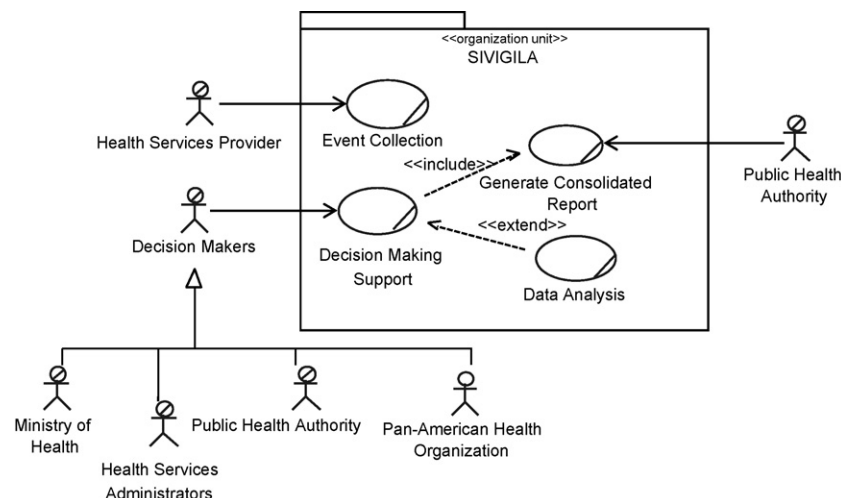 <<organization unit>>
SIVIGILA
Health Services Provider
Event Collection
<<include>>
Generate Consolidated
Report
Public Health
Authority
Decision Makers
Decision Making
Support
<<extend>>
Data Analysis
Ministry of
Health
Health Services
Administrators
Public Health Authority
Pan-American Health
Organization